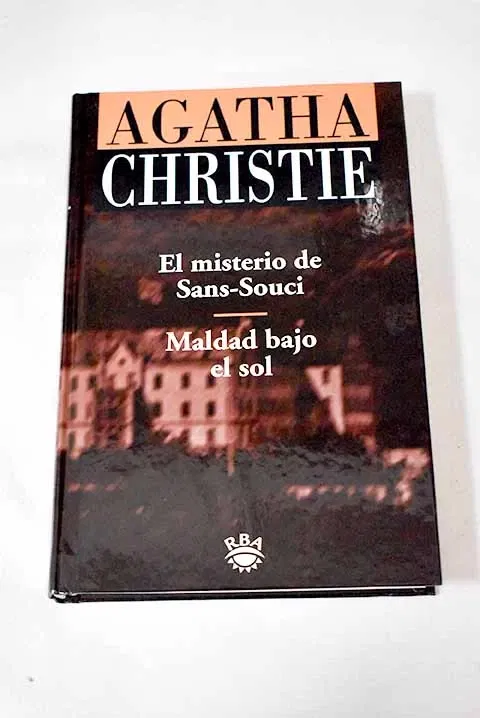 AGATHA
CHRISTIE
El misterio de
Sans-Souci
Maldad bajo
el sol
RBA